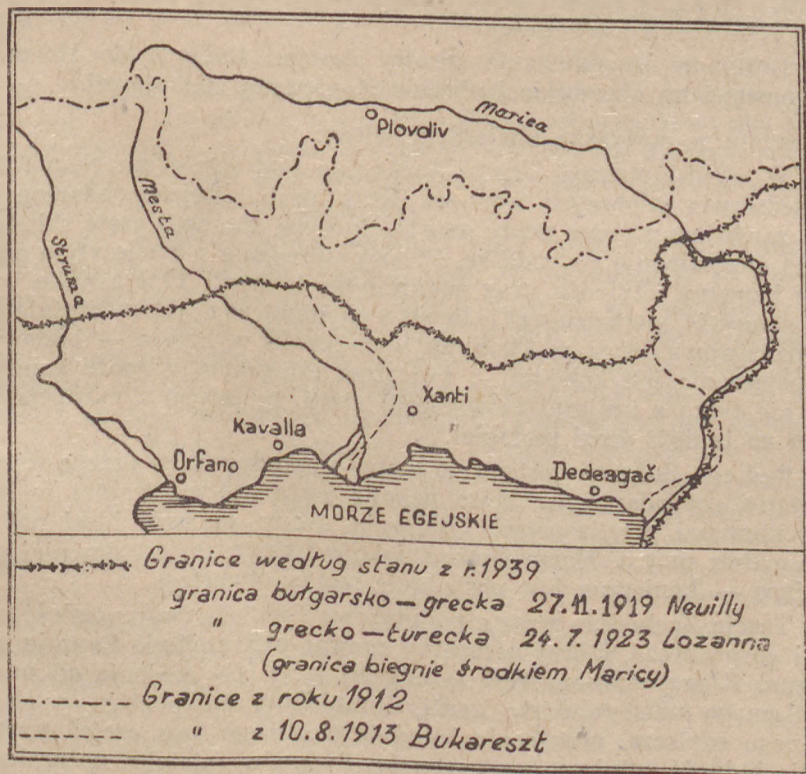 Marica
Plovdiv
Mesta
Struma
Xanti
Kavalla
Orfano
Dedeagač
MORZE EGEJSKIE
Granice według stanu z r.1939
granica bułgarsko – grecka 27.11.1919 Neuilly
" grecko – turecka 24.7.1923 Lozanna
(granica biegnie środkiem Maricy)
Granice z roku 1912
" z 10.8.1913 Bukareszt